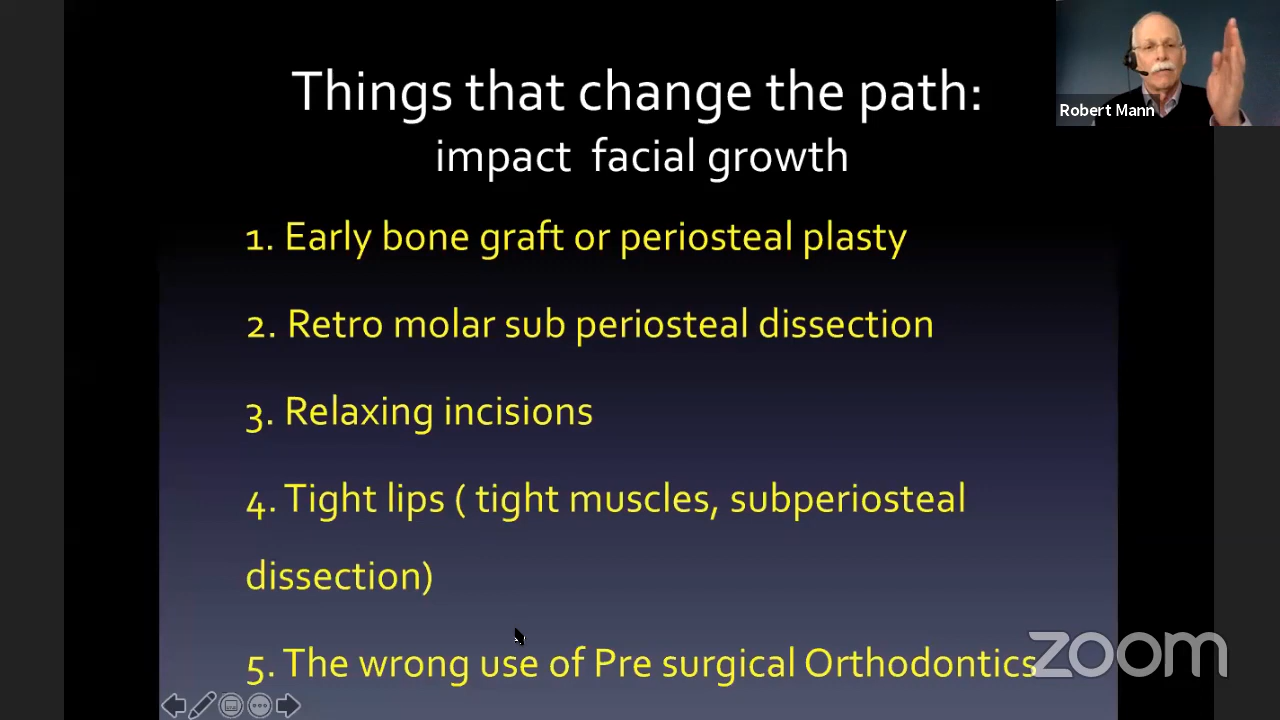 Things that change the path:
impact facial growth
Robert Mann
1. Early bone graft or periosteal plasty
2. Retro molar sub periosteal dissection
3. Relaxing incisions
4. Tight lips ( tight muscles, subperiosteal
dissection)
5. The wrong use of Pre surgical Orthodontics
zoom